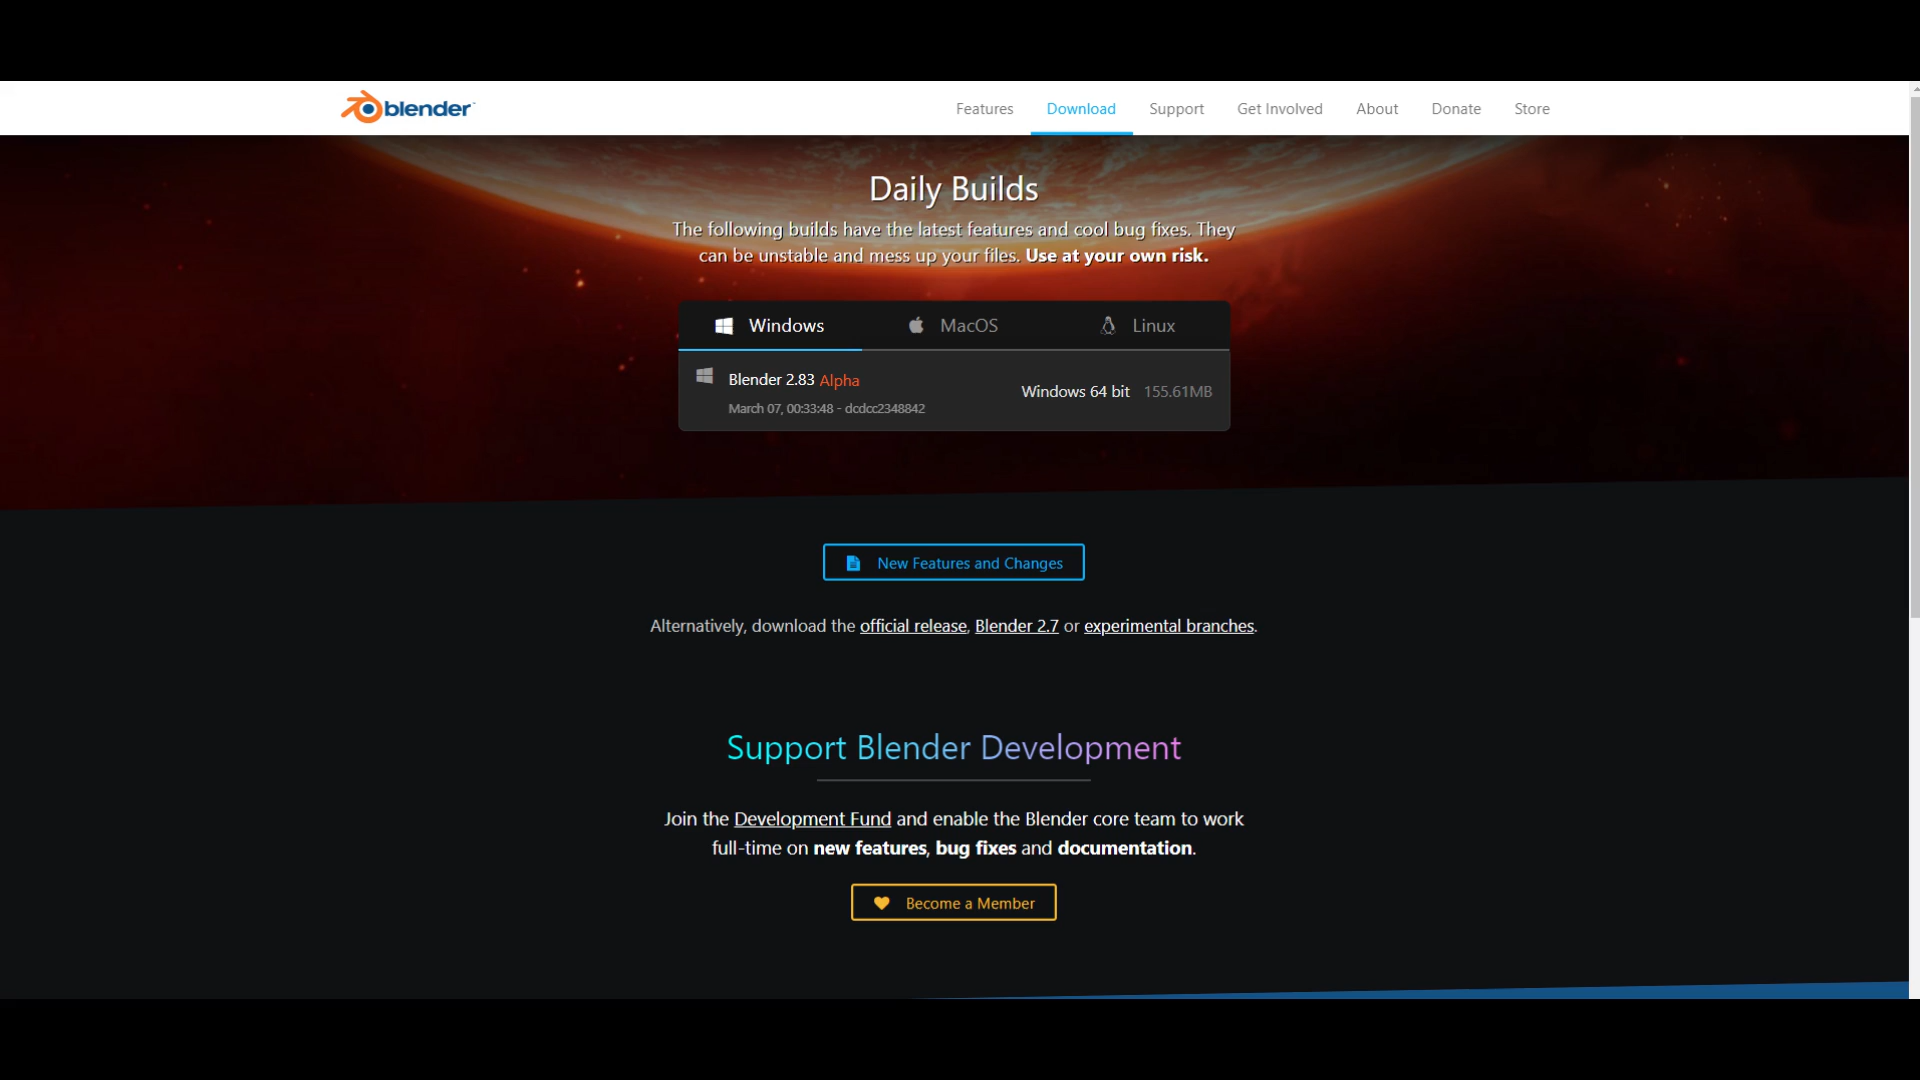 blender
Features Download Support Get Involved About Donate Store
Daily Builds
The following builds have the latest features and cool bug fixes. They
can be unstable and mess up your files. Use at your own risk.
Windows MacOS Linux
Blender 2.83 Alpha
Windows 64 bit 155.61MB
March 07, 00:33:48 - dcdcc2348842
New Features and Changes
Alternatively, download the official release, Blender 2.7 or experimental branches.
Support Blender Development
Join the Development Fund and enable the Blender core team to work
full-time on new features, bug fixes and documentation.
Become a Member